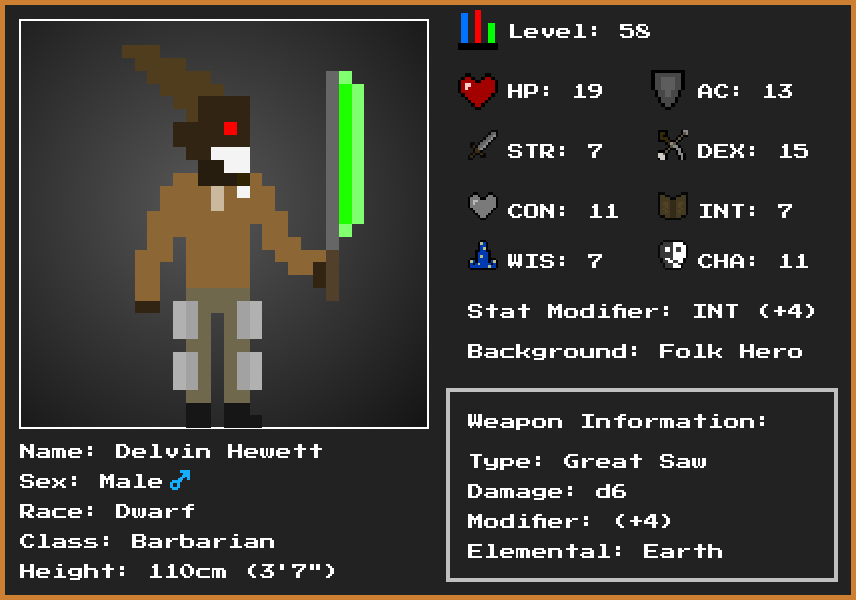 Level: 58
HP: 19 AC: 13
STR: 7 DEX: 15
CON: 11 INT: 7
WIS: 7 CHA: 11
Stat Modifier: INT (+4)
Background: Folk Hero
Weapon Information:
Type: Great Saw
Damage: d6
Modifier: (+4)
Elemental: Earth
Name: Delvin Hewett
Sex: Male♂
Race: Dwarf
Class: Barbarian
Height: 110cm (3'7")